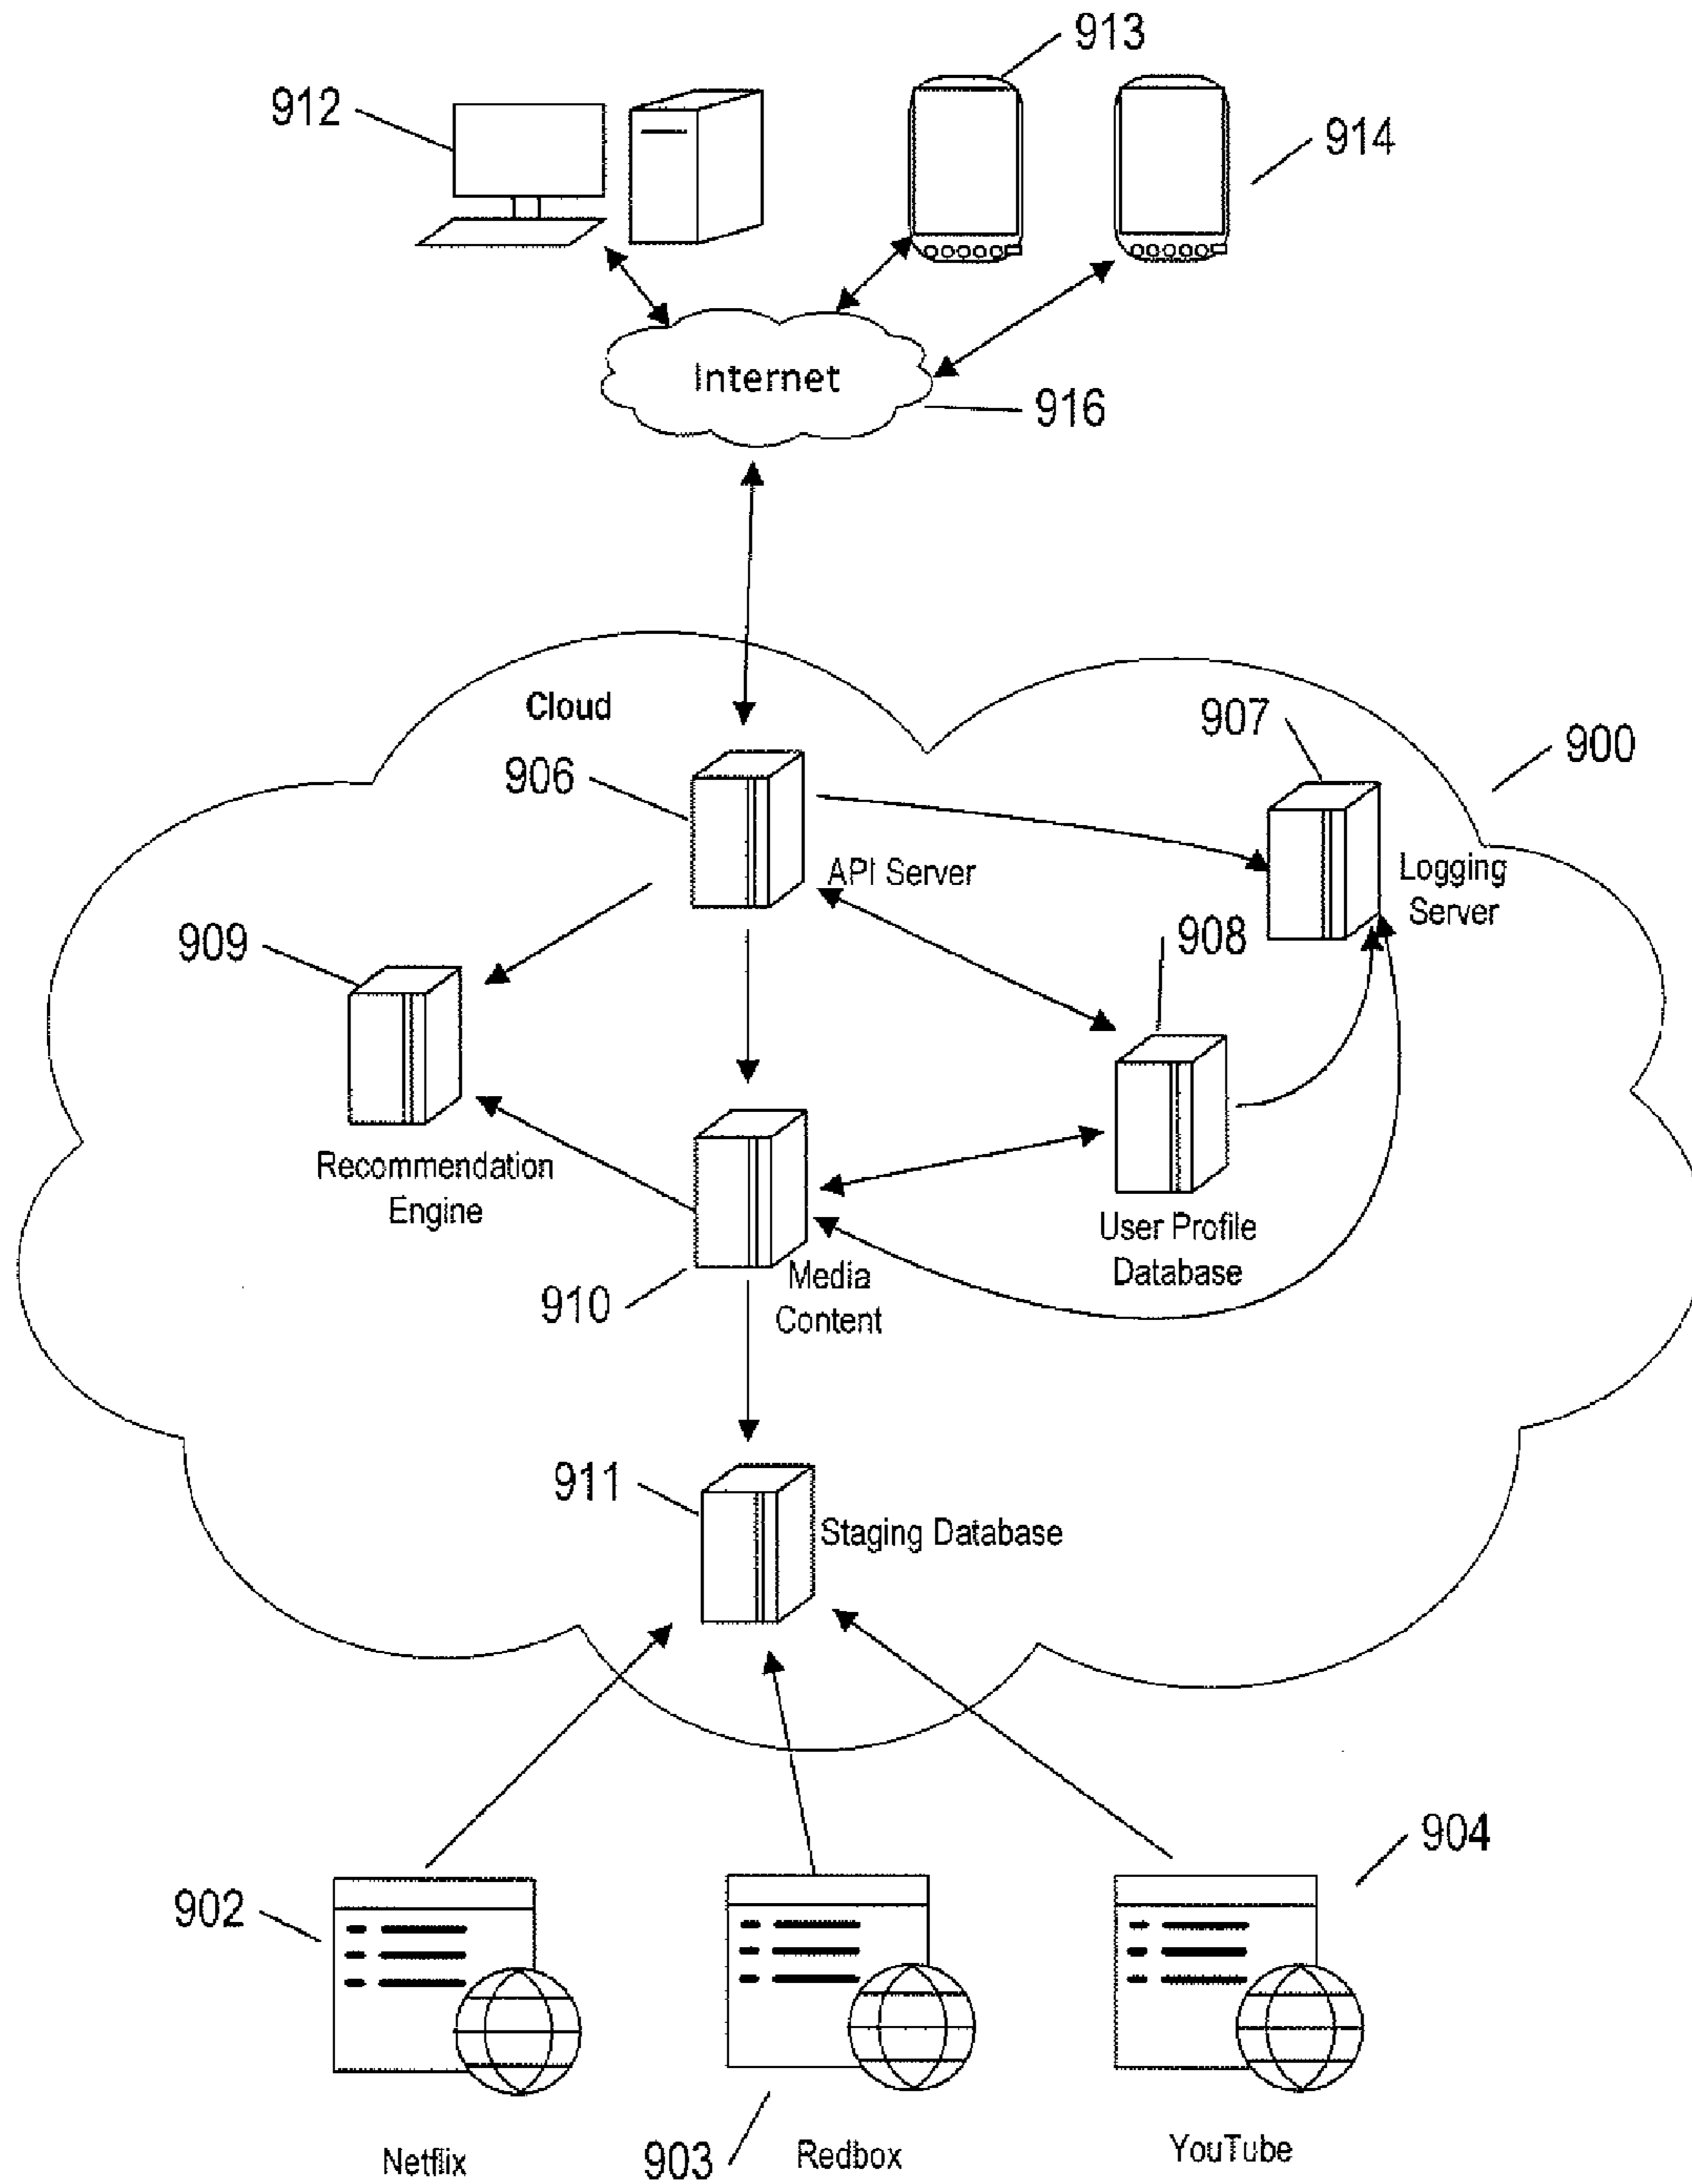 913
912
914
Internet
916
Cloud
907
900
906
API Server
Logging
Server
908
909
Recommendation
Engine
User Profile
Database
910
Media
Content
911
Staging Database
904
902
Netflix
903
Redbox
YouTube